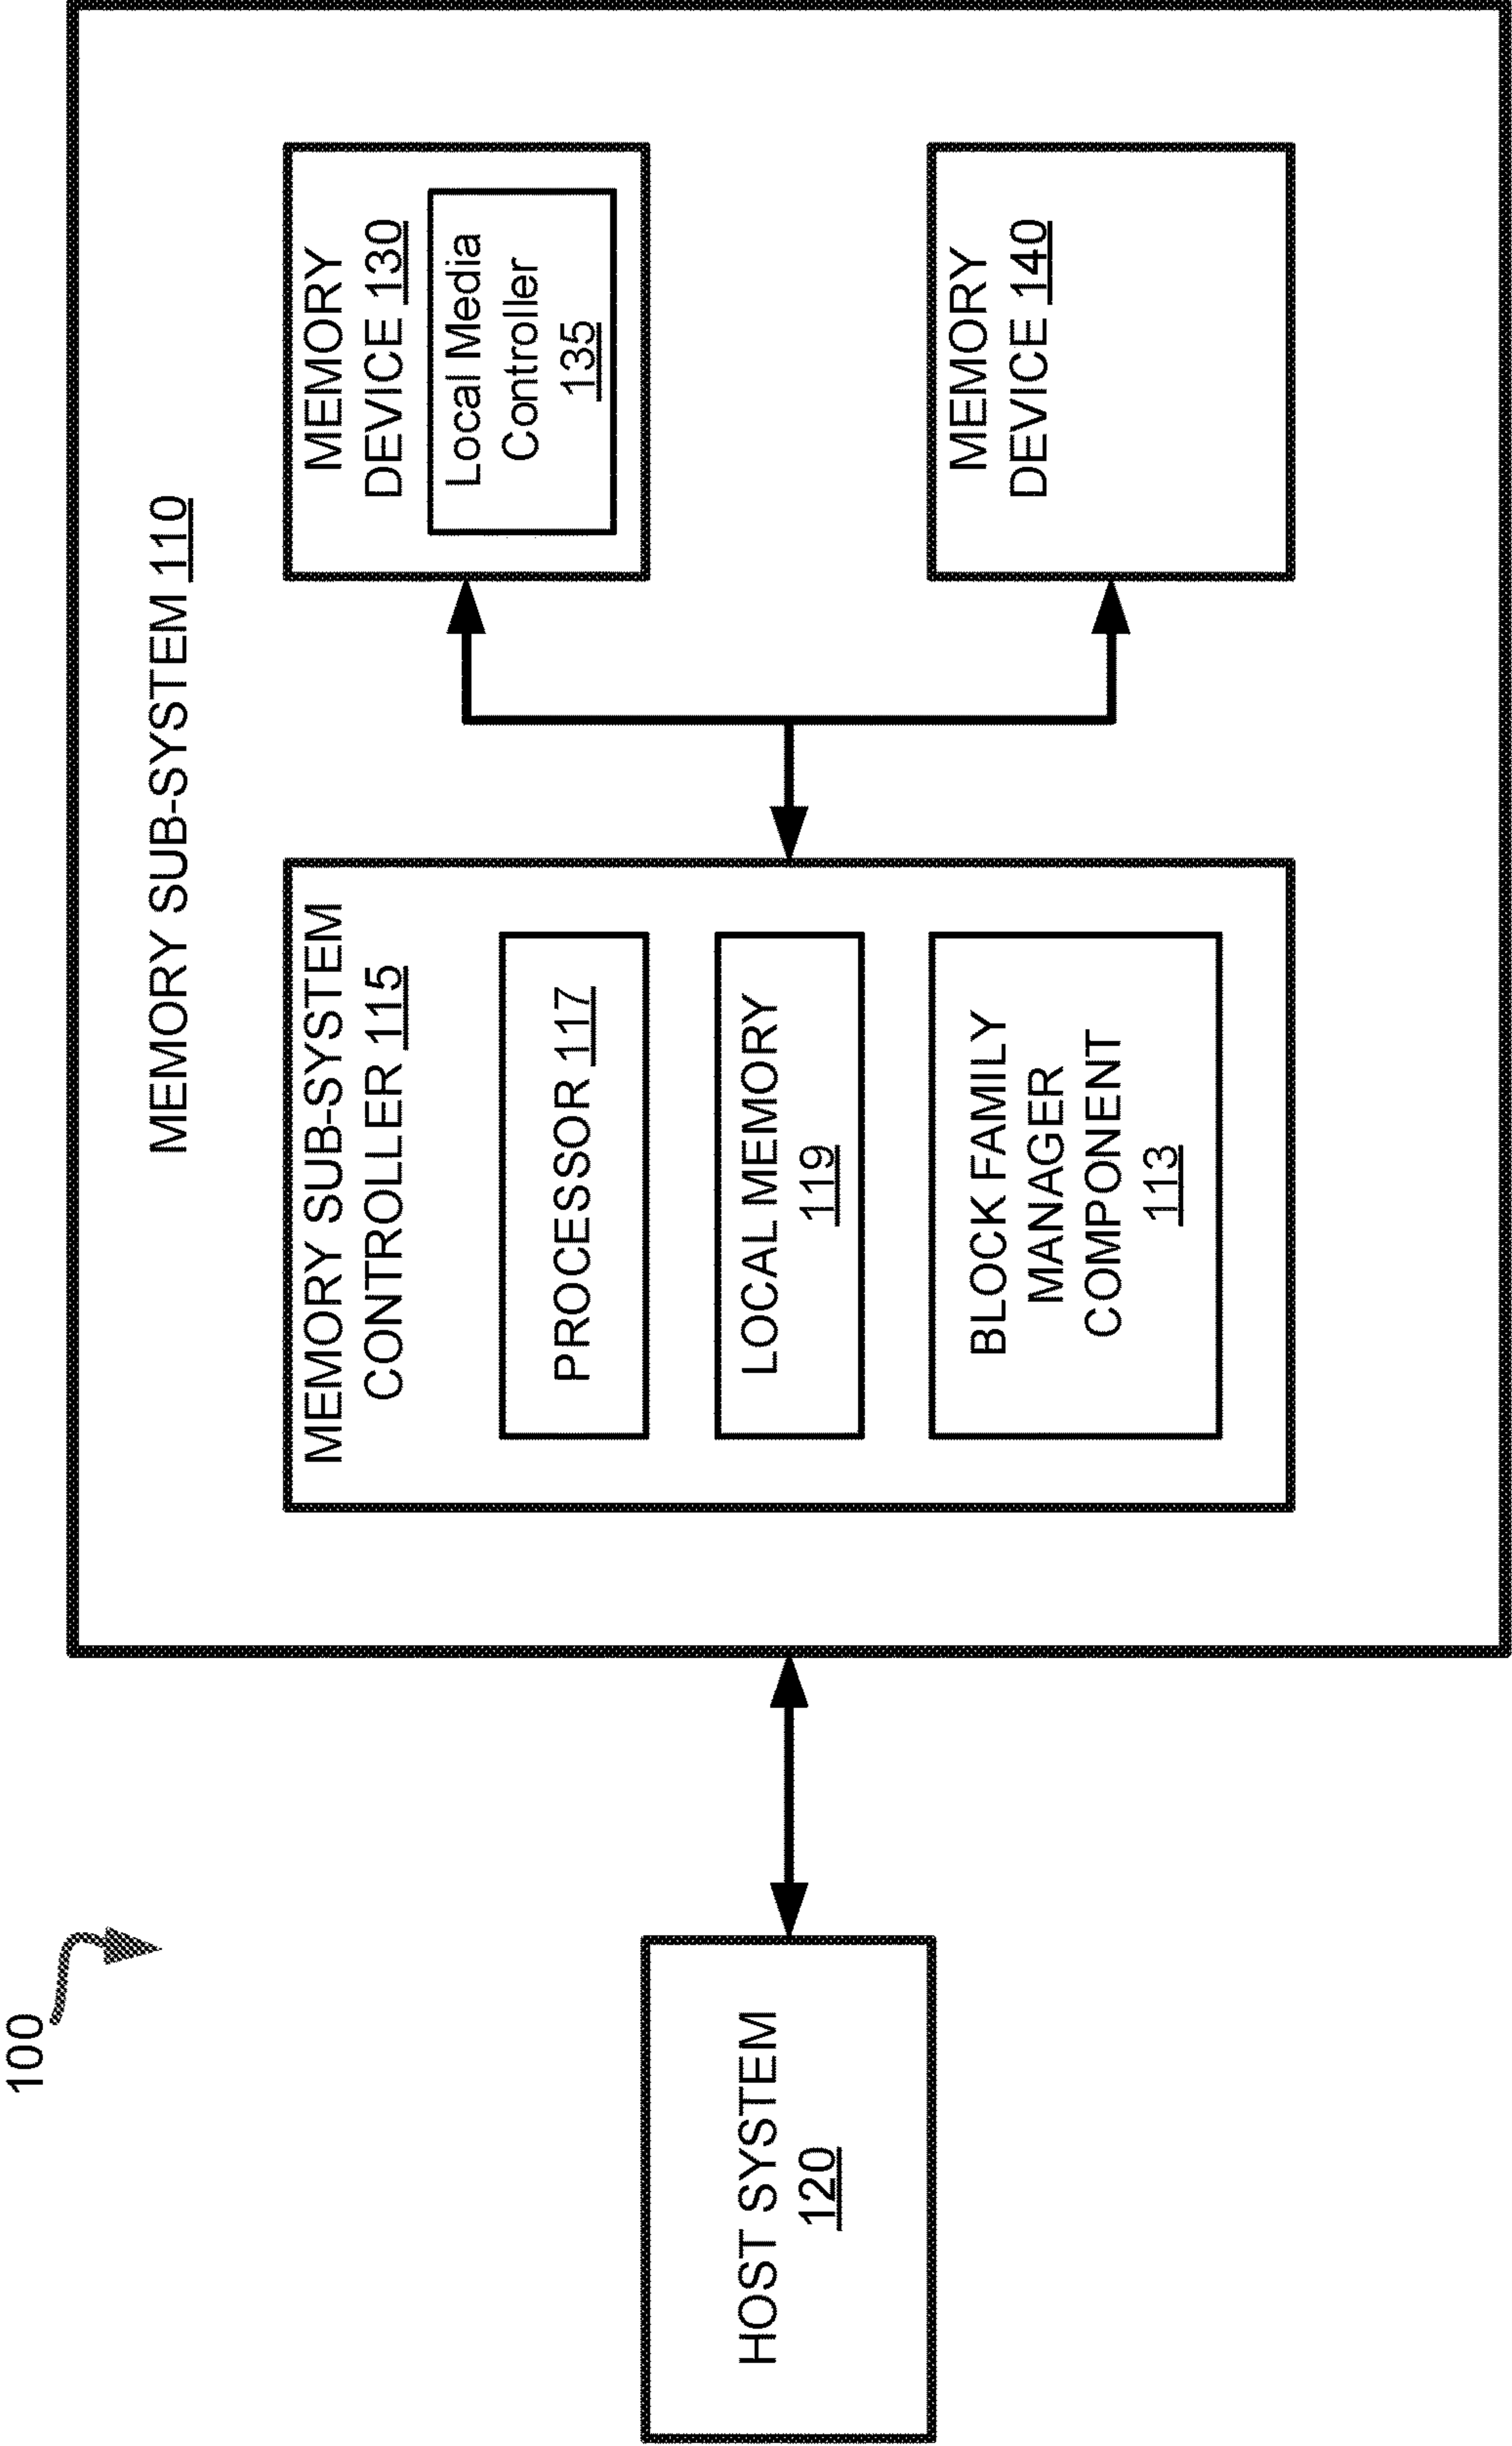 100
HOST SYSTEM
120
MEMORY SUB-SYSTEM 110
MEMORY SUB-SYSTEM
CONTROLLER 115
PROCESSOR 117
LOCAL MEMORY
119
BLOCK FAMILY
MANAGER
COMPONENT
113
MEMORY
DEVICE 130
Local Media
Controller
135
MEMORY
DEVICE 140